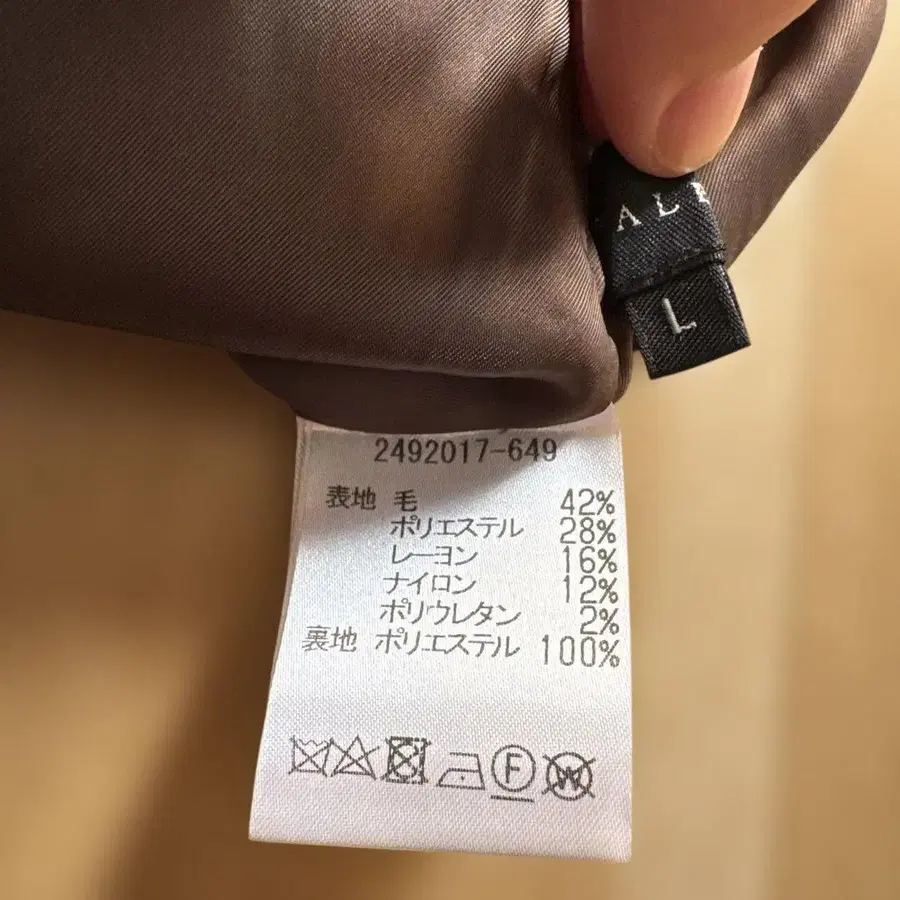 L
2492017-649
表地 毛 42%
ポリエステル 28%
レーヨン 16%
ナイロン 12%
ポリウレタン 2%
裏地 ポリエステル 100%
F W